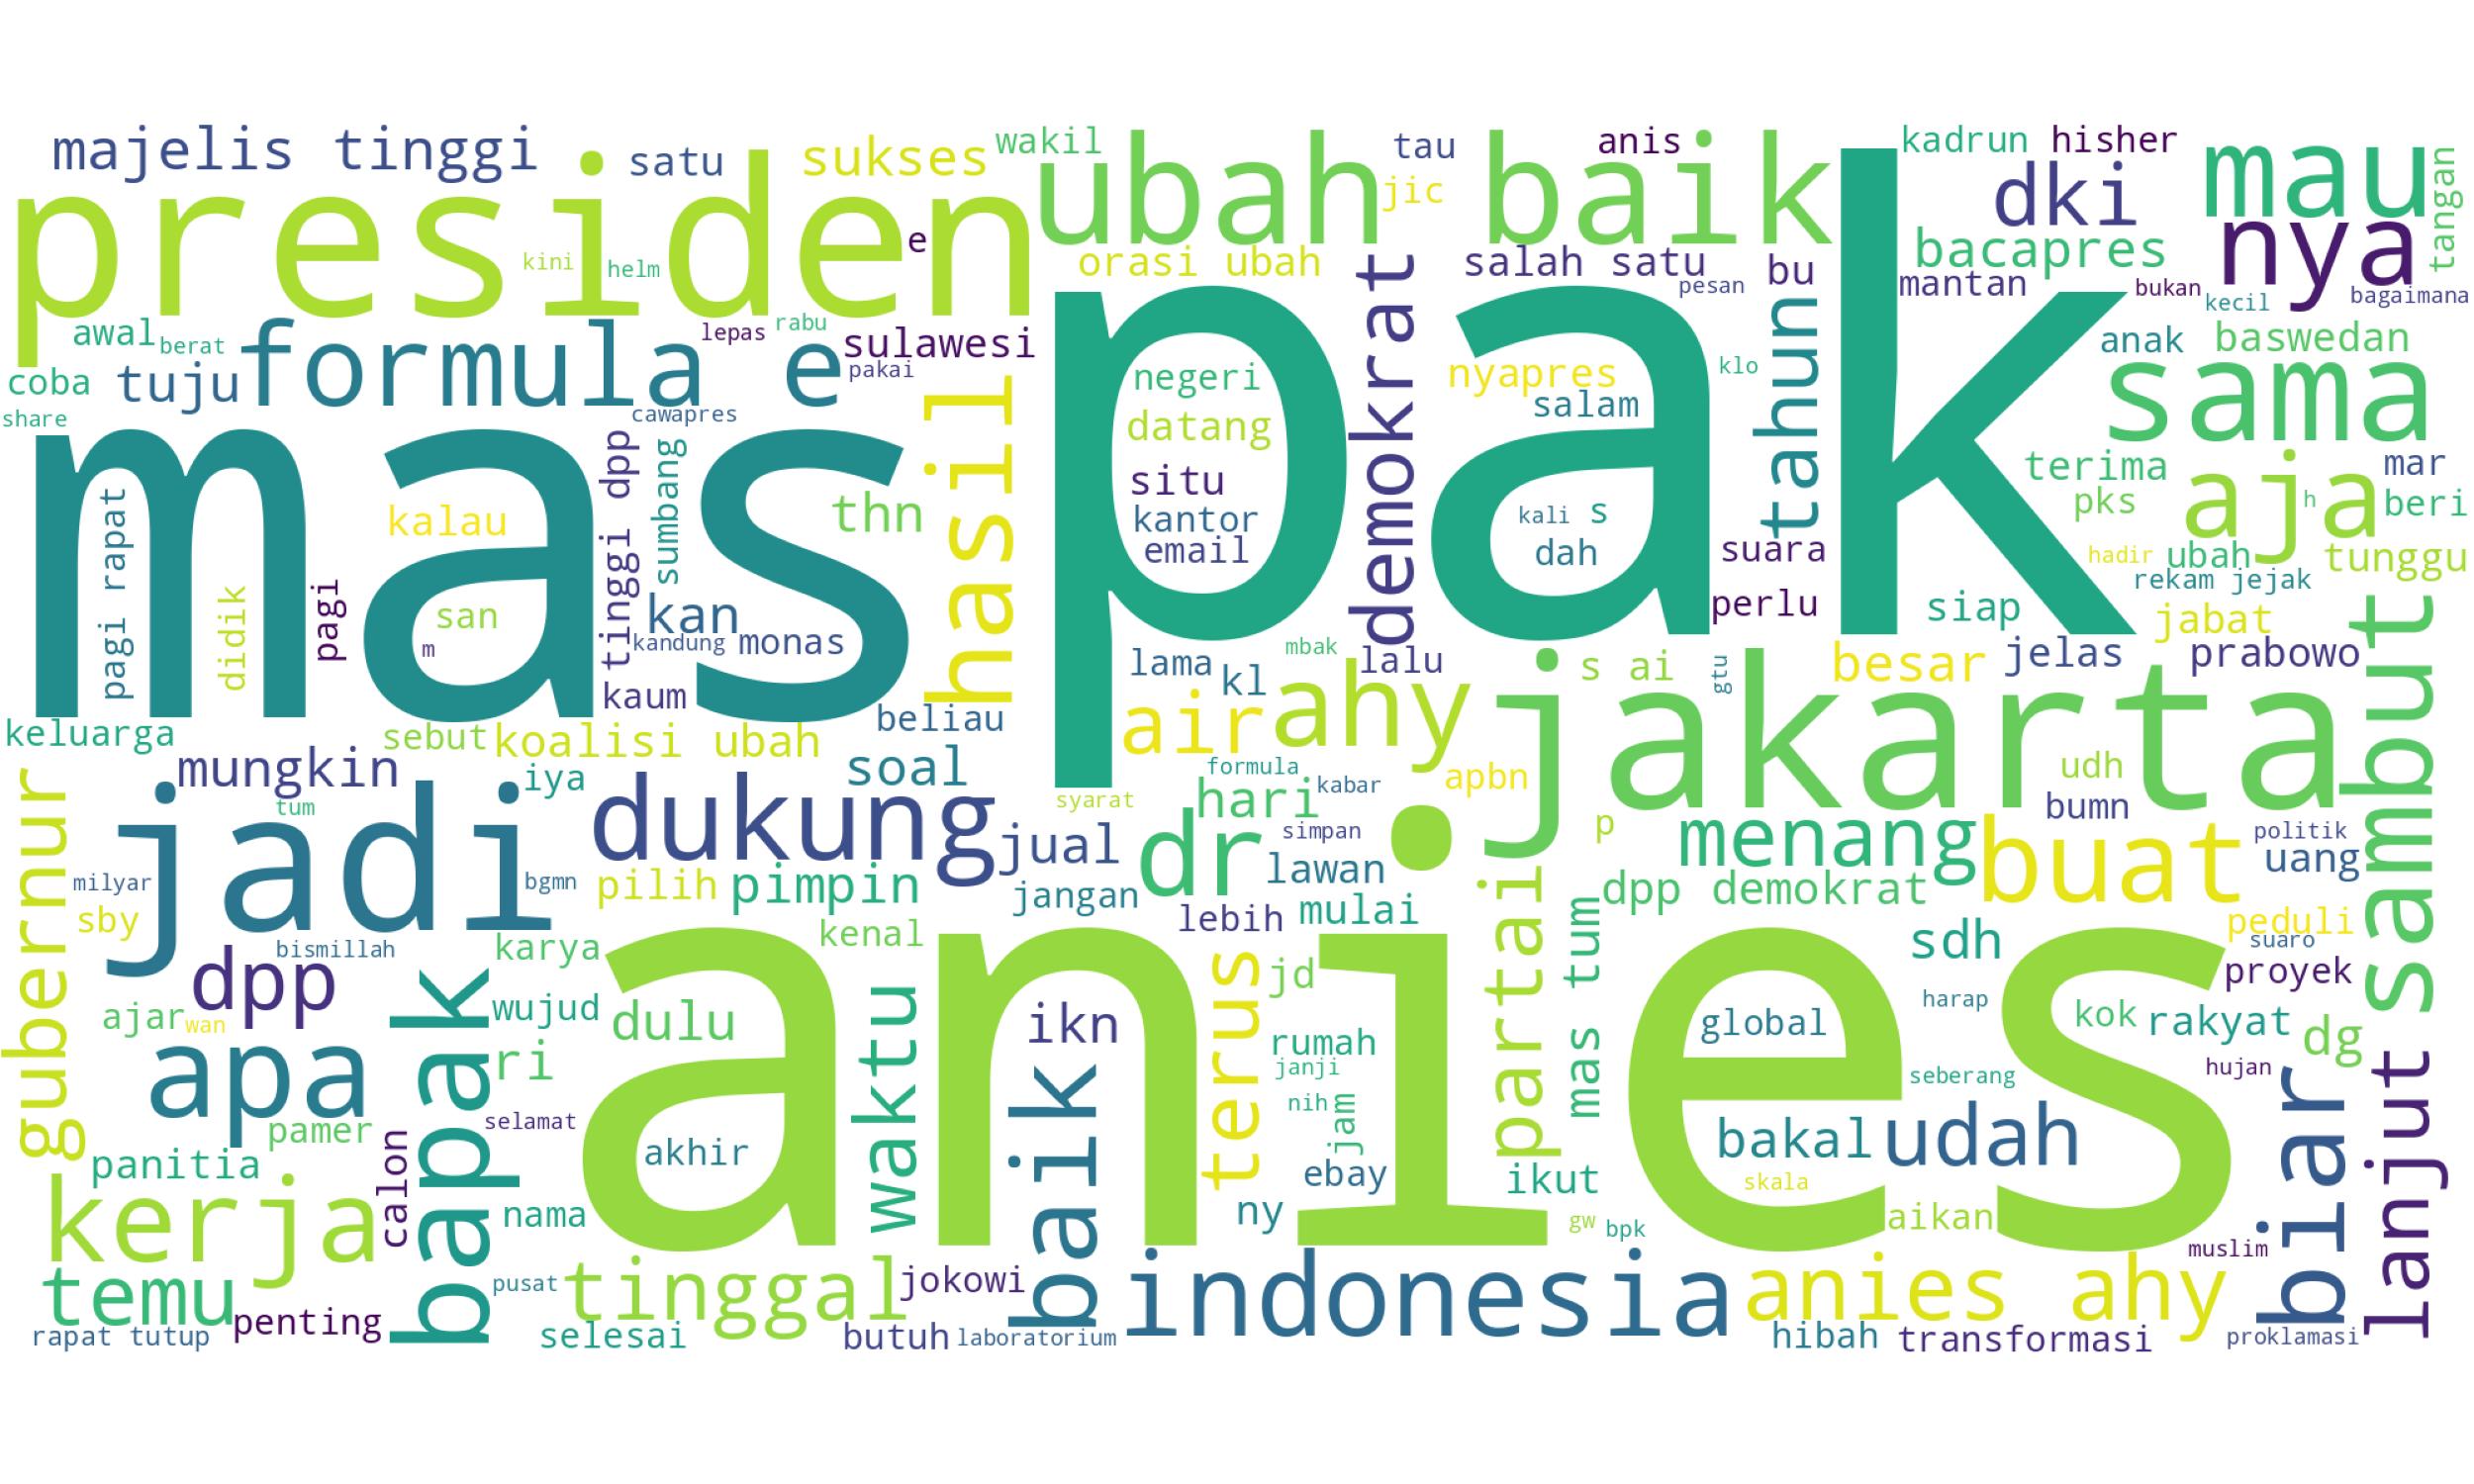 majelis tinggi
satu
sukses
wakil
ubah baik
tau
anis
kadrun
hisher
mau
tangan
presiden
jic
dki
nya
kini
helm
e
orasi ubah
salah satu
bu
bacapres
mantan
pesan
bukan
kecil
bagaimana
awal
berat
formula e
lepas
rabu
sulawesi
pak
demokrat
tahun
anak
baswedan
coba
tuju
pakai
negeri
nyapres
klo
sama
share
cawapres
hasil
datang
salam
mas
tinggi dpp
sumbang
situ
terima
mar
pagi rapat
kalau
thn
kantor
kali
s
pks
aja
h
beri
email
dah
suara
hadir
ubah
tunggu
didik
pagi
san
m
kan
kandung
monas
perlu
siap
rekam jejak
jabat
kaum
mbak
lama
kl
lalu
s ai
gtu
besar
jelas
prabowo
sambut
keluarga
sebut
koalisi ubah
beliau
air
ahy
jakarta
mungkin
iya
soal
formula
kabar
apbn
udh
gubernur
tum
dukung
syarat
hari
bumn
jadi
jual
dr
simpan
p
menang
buat
politik
milyar
bgmn
pilih
pimpin
jangan
lawan
partai
dpp demokrat
uang
sby
lebih
mulai
mas tum
peduli
bismillah
karya
kenal
anies
sdh
suaro
dpp
bapak
wujud
dulu
waktu
ikn
terus
jd
global
harap
kok
rakyat
proyek
ajar
wan
rumah
dg
apa
ri
baik
janji
seberang
hujan
biar
lanjut
pamer
selamat
nih
jam
panitia
calon
akhir
ebay
ikut
bakal
udah
skala
kerja
nama
ny
gw
bpk
aikan
temu
pusat
tinggal
jokowi
indonesia
anies ahy
muslim
penting
rapat tutup
selesai
butuh
laboratorium
hibah
transformasi
proklamasi